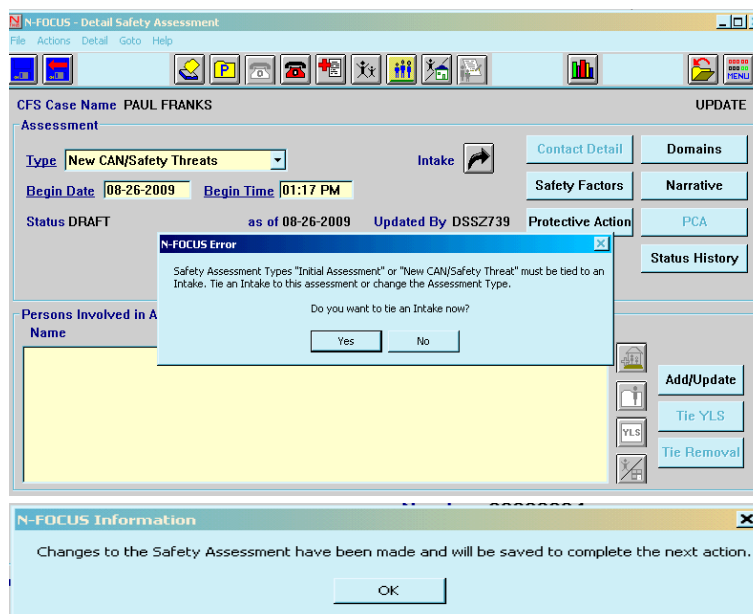 N-FOCUS - Detail Safety Assessment
File Actions Detail Goto Help
P
MENU
CFS Case Name PAUL FRANKS UPDATE
Assessment
Type New CAN/Safety Threats Intake Contact Detail Domains
Begin Date 08-26-2009 Begin Time 01:17 PM Safety Factors Narrative
Status DRAFT as of 08-26-2009 Updated By DSSZ739 Protective Action PCA
Status History
N-FOCUS Error
Safety Assessment Types "Initial Assessment" or "New CAN/Safety Threat" must be tied to an
Intake. Tie an Intake to this assessment or change the Assessment Type.
Do you want to tie an Intake now?
Yes No
Persons Involved in A
Name
Add/Update
Tie YLS
YLS
Tie Removal
N-FOCUS Information
Changes to the Safety Assessment have been made and will be saved to complete the next action.
OK